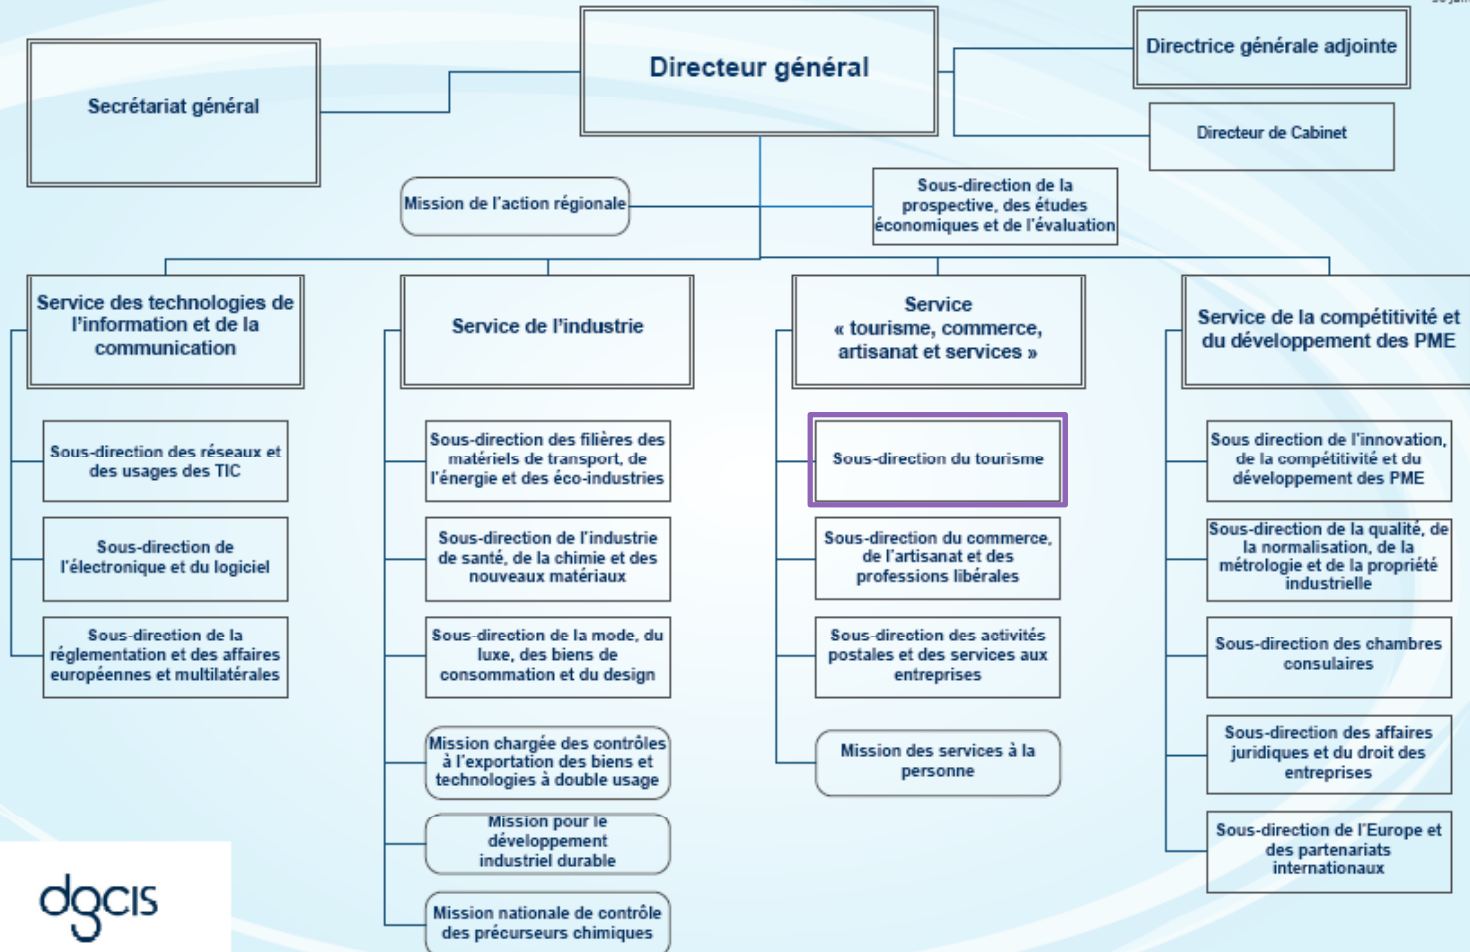 Directeur général
Directrice générale adjointe
Secrétariat général
Directeur de Cabinet
Mission de l'action régionale
Sous-direction de la
prospective, des études
économiques et de l'évaluation
Service des technologies de
l'information et de la
communication
Sous-direction des réseaux et
des usages des TIC
Sous-direction de
l'électronique et du logiciel
Sous-direction de la
réglementation et des affaires
européennes et multilatérales
Service de l'industrie
Sous-direction des filières des
matériels de transport, de
l'énergie et des éco-industries
Sous-direction de l'industrie
de santé, de la chimie et des
nouveaux matériaux
Sous-direction de la mode, du
luxe, des biens de
consommation et du design
Mission chargée des contrôles
à l'exportation des biens et
technologies à double usage
Mission pour le
développement
industriel durable
Mission nationale de contrôle
des précurseurs chimiques
Service
« tourisme, commerce,
artisanat et services »
Sous-direction du tourisme
Sous-direction du commerce,
de l'artisanat et des
professions libérales
Sous-direction des activités
postales et des services aux
entreprises
Mission des services à la
personne
Service de la compétitivité et
du développement des PME
Sous direction de l'innovation,
de la compétitivité et du
développement des PME
Sous-direction de la qualité, de
la normalisation, de la
métrologie et de la propriété
industrielle
Sous-direction des chambres
consulaires
Sous-direction des affaires
juridiques et du droit des
entreprises
Sous-direction de l'Europe et
des partenariats
internationaux
dgcis